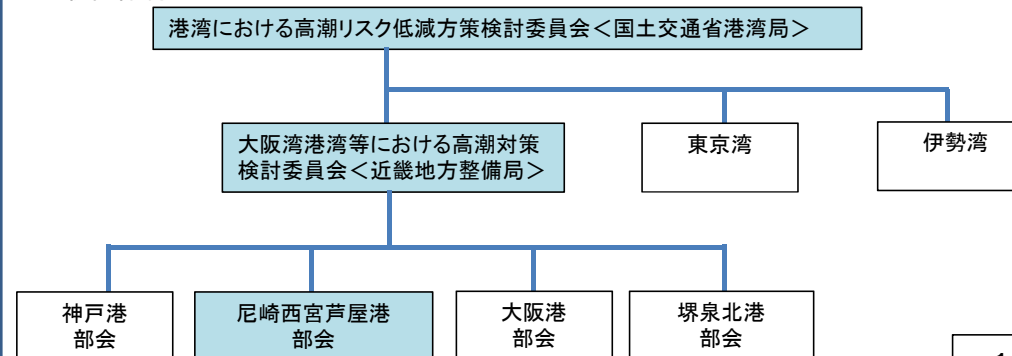 港湾における高潮リスク低減方策検討委員会＜国土交通省港湾局＞
大阪湾港湾等における高潮対策
検討委員会＜近畿地方整備局＞
東京湾
伊勢湾
神戸港
部会
尼崎西宮芦屋港
部会
大阪港
部会
堺泉北港
部会